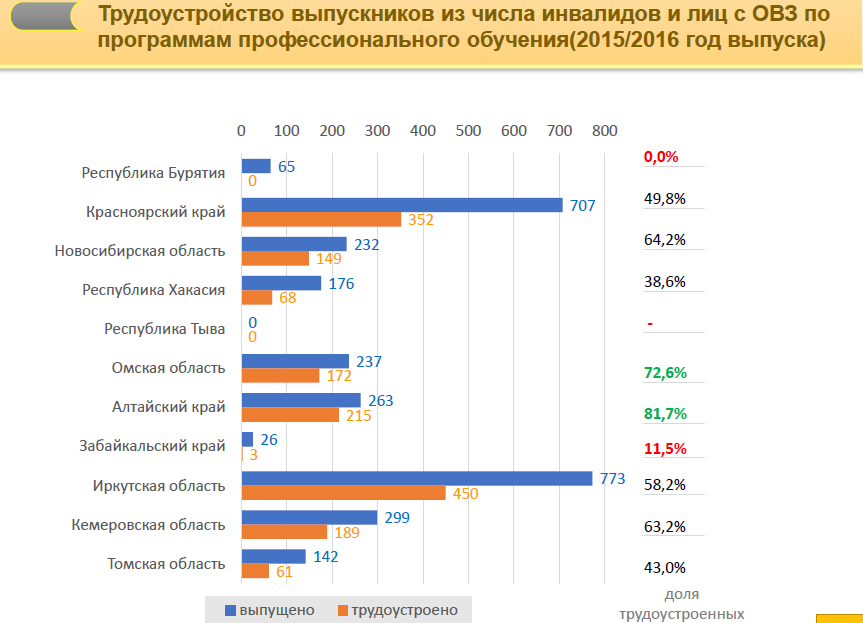 Трудоустройство выпускников из числа инвалидов и лиц с ОВЗ по
программам профессионального обучения(2015/2016 год выпуска)
0 100 200 300 400 500 600 700 800
Республика Бурятия 65 0 0,0%
Красноярский край 707 352 49,8%
Новосибирская область 232 149 64,2%
Республика Хакасия 176 68 38,6%
Республика Тыва 0 0 -
Омская область 237 172 72,6%
Алтайский край 263 215 81,7%
Забайкальский край 26 3 11,5%
Иркутская область 773 450 58,2%
Кемеровская область 299 189 63,2%
Томская область 142 61 43,0%
выпущено трудоустроено
доля
трудоустроенных